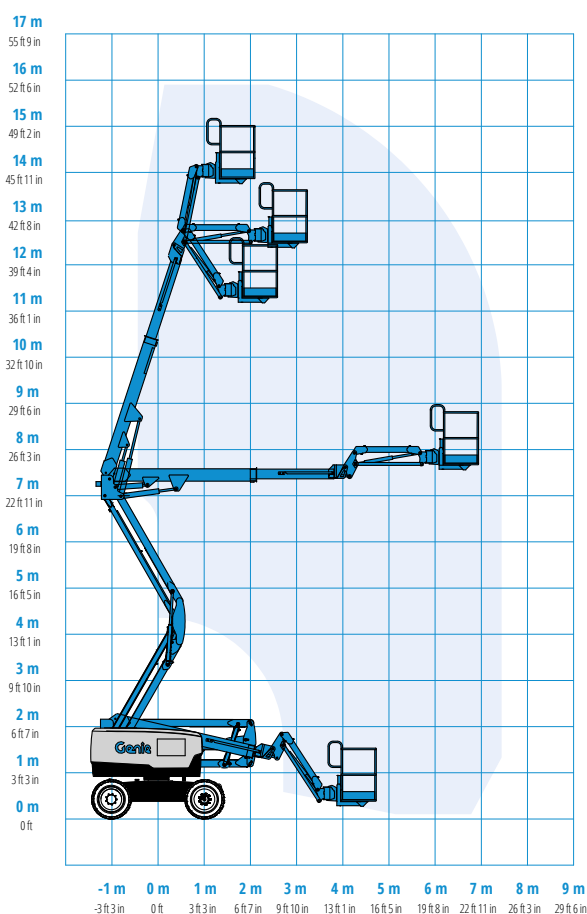 17 m
55 ft 9 in
16 m
52 ft 6 in
15 m
49 ft 2 in
14 m
45 ft 11 in
13 m
42 ft 8 in
12 m
39 ft 4 in
11 m
36 ft 1 in
10 m
32 ft 10 in
9 m
29 ft 6 in
8 m
26 ft 3 in
7 m
22 ft 11 in
6 m
19 ft 8 in
5 m
16 ft 5 in
4 m
13 ft 1 in
3 m
9 ft 10 in
2 m
6 ft 7 in
Genie
1 m
3 ft 3 in
0 m
0 ft
-1 m 0 m 1 m 2 m 3 m 4 m 5 m 6 m 7 m 8 m 9 m
-3 ft 3 in 0 ft 3 ft 3 in 6 ft 7 in 9 ft 10 in 13 ft 1 in 16 ft 5 in 19 ft 8 in 22 ft 11 in 26 ft 3 in 29 ft 6 in